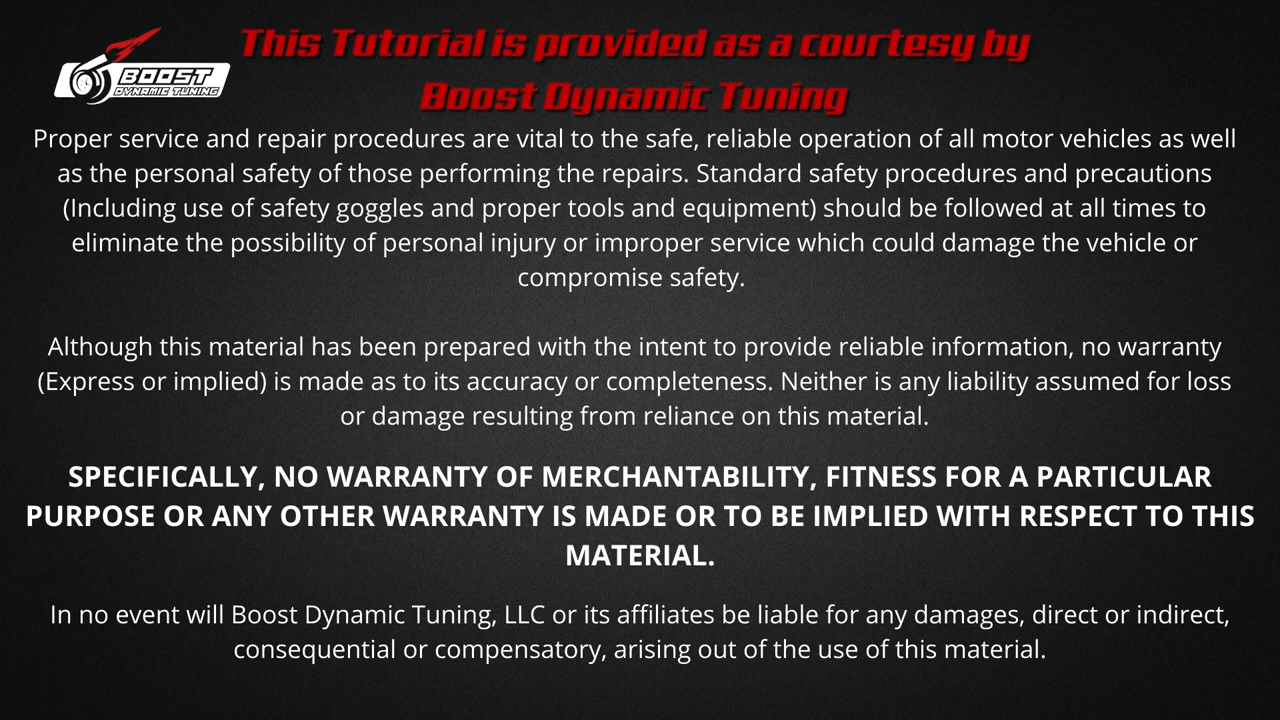 BOOST
DYNAMIC TUNING
This Tutorial is provided as a courtesy by
Boost Dynamic Tuning
Proper service and repair procedures are vital to the safe, reliable operation of all motor vehicles as well
as the personal safety of those performing the repairs. Standard safety procedures and precautions
(Including use of safety goggles and proper tools and equipment) should be followed at all times to
eliminate the possibility of personal injury or improper service which could damage the vehicle or
compromise safety.
Although this material has been prepared with the intent to provide reliable information, no warranty
(Express or implied) is made as to its accuracy or completeness. Neither is any liability assumed for loss
or damage resulting from reliance on this material.
SPECIFICALLY, NO WARRANTY OF MERCHANTABILITY, FITNESS FOR A PARTICULAR
PURPOSE OR ANY OTHER WARRANTY IS MADE OR TO BE IMPLIED WITH RESPECT TO THIS
MATERIAL.
In no event will Boost Dynamic Tuning, LLC or its affiliates be liable for any damages, direct or indirect,
consequential or compensatory, arising out of the use of this material.